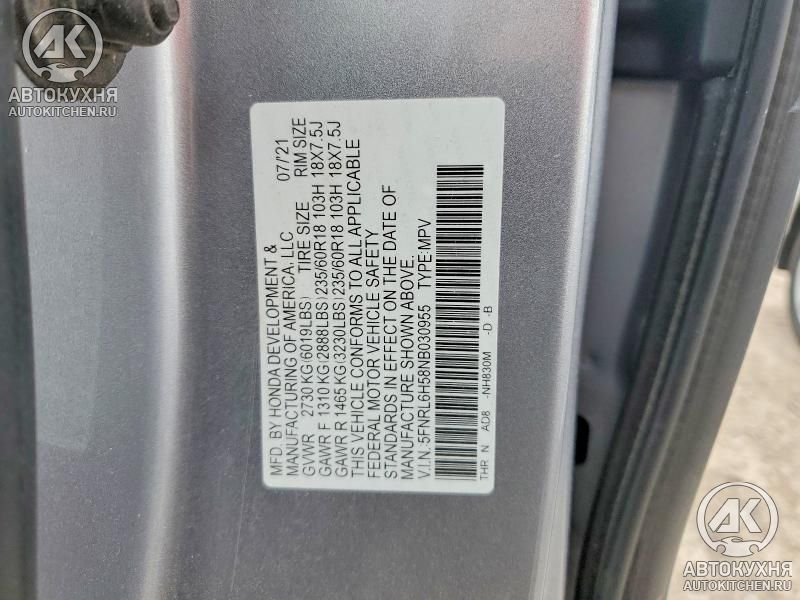 AK
АВТОКУХНЯ
AUTOKITCHEN.RU
MFD. BY HONDA DEVELOPMENT &
MANUFACTURING OF AMERICA, LLC 07/'21
GVWR 2730 KG(6019LBS) TIRE SIZE RIM SIZE
GAWR F 1310 KG(2888LBS)235/60R18 103H 18X7.5J
GAWR R 1465 KG(3230LBS)235/60R18 103H 18X7.5J
THIS VEHICLE CONFORMS TO ALL APPLICABLE
FEDERAL MOTOR VEHICLE SAFETY
STANDARDS IN EFFECT ON THE DATE OF
MANUFACTURE SHOWN ABOVE.
V.I.N.:5FNRL6H58NB030955 TYPE:MPV
THR N AD8 -NH830M -D -B
AK
АВТОКУХНЯ
AUTOKITCHEN.RU